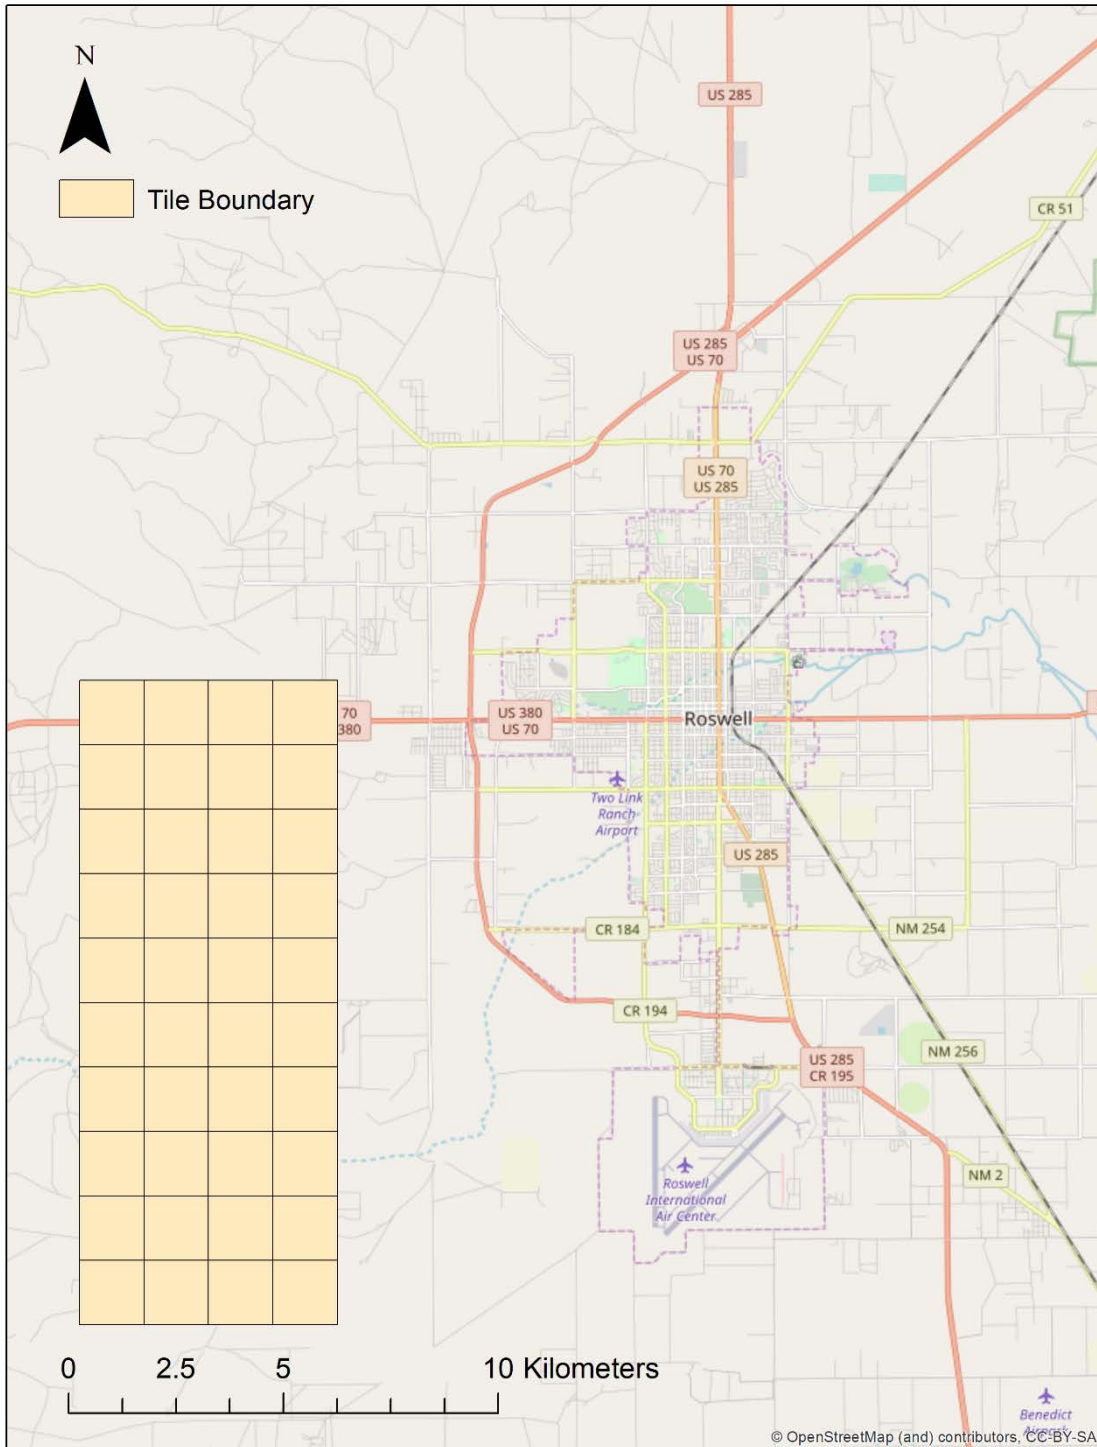 N
Tile Boundary
US 285
CR 51
US 285
US 70
US 70
US 285
70
380
US 380
US 70
Roswell
Two Link
Ranch
Airport
US 285
CR 184
NM 254
CR 194
US 285
CR 195
NM 256
NM 2
Roswell
International
Air Center
0 2.5 5 10 Kilometers
Benedict
Airpark
© OpenStreetMap (and) contributors, CC-BY-SA